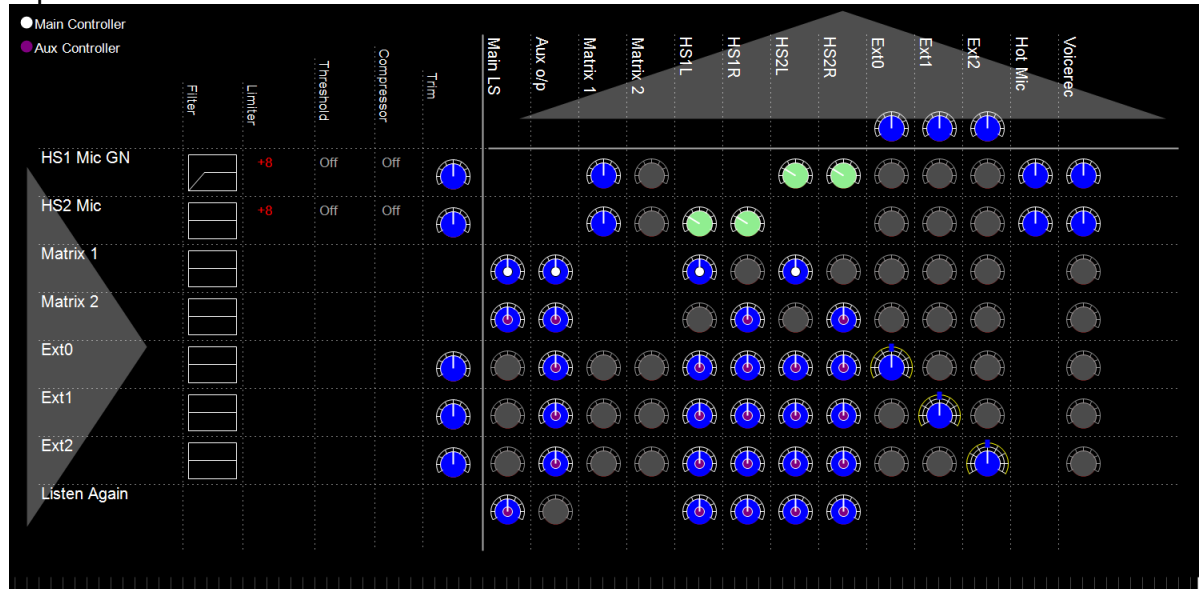 Main Controller
Aux Controller
Filter
Limiter
Threshold
Compressor
Trim
Main LS
Aux o/p
Matrix 1
Matrix 2
HS1L
HS1R
HS2L
HS2R
Ext0
Ext1
Ext2
Hot Mic
Voicerec
HS1 Mic GN +8 Off Off
HS2 Mic +8 Off Off
Matrix 1
Matrix 2
Ext0
Ext1
Ext2
Listen Again